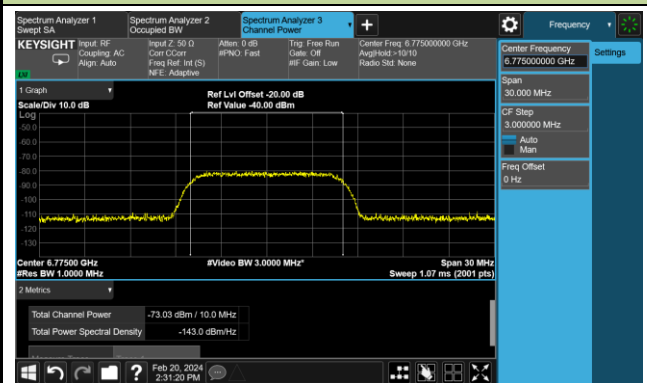 Spectrum Analyzer 1
Swept SA
Spectrum Analyzer 2
Occupied BW
Spectrum Analyzer 3
Channel Power
Frequency
KEYSIGHT
Input: RF
Coupling: AC
Align: Auto
Input Z: 50 Ω
Corr CCorr
Freq Ref: Int (S)
NFE: Adaptive
Atten: 0 dB
#PNO: Fast
Trig: Free Run
Gate: Off
#IF Gain: Low
Center Freq: 6.775000000 GHz
Avg|Hold:>10/10
Radio Std: None
Center Frequency
6.775000000 GHz
Settings
Span
30.000 MHz
CF Step
3.000000 MHz
Auto
Man
Freq Offset
0 Hz
1 Graph
Scale/Div 10.0 dB
Ref Lvl Offset -20.00 dB
Ref Value -40.00 dBm
Log
-50.0
-60.0
-70.0
-80.0
-90.0
-100
-110
-120
-130
Center 6.77500 GHz
#Res BW 1.0000 MHz
#Video BW 3.0000 MHz*
Span 30 MHz
Sweep 1.07 ms (2001 pts)
2 Metrics
Total Channel Power -73.03 dBm / 10.0 MHz
Total Power Spectral Density -143.0 dBm/Hz
Feb 20, 2024
2:31:20 PM